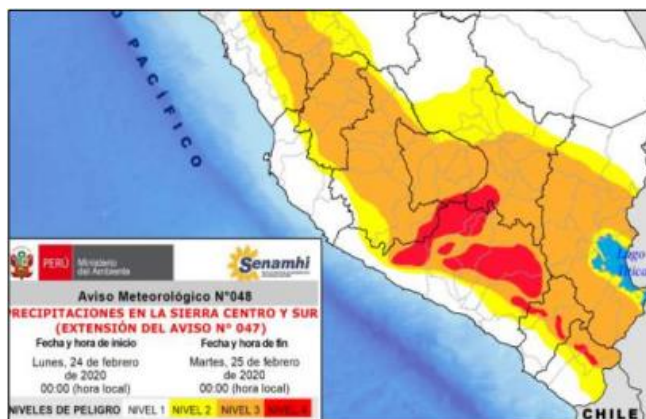 PACÍFICO
Lago
PERÚ
Ministerio
del Ambiente
Senamhi
Aviso Meteorológico N°048
PRECIPITACIONES EN LA SIERRA CENTRO Y SUR
(EXTENSIÓN DEL AVISO N° 047)
Fecha y hora de inicio
Fecha y hora de fin
Lunes, 24 de febrero
de 2020
00:00 (hora local)
Martes, 25 de febrero
de 2020
00:00 (hora local)
NIVELES DE PELIGRO NIVEL 1 NIVEL 2 NIVEL 3 NIVEL 4
CHILE